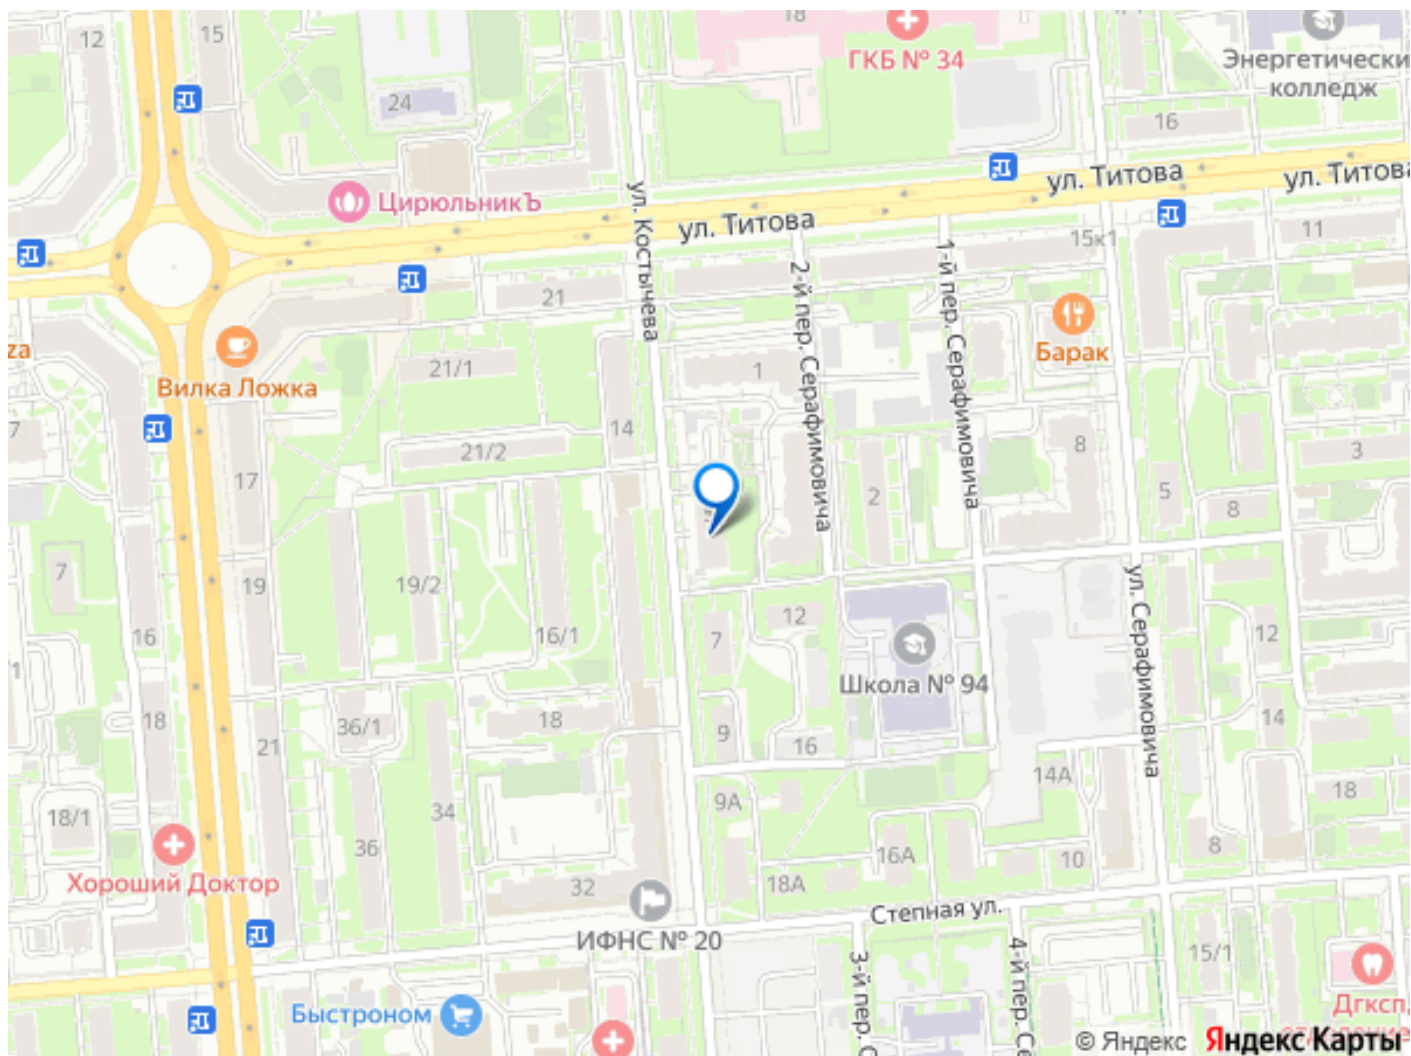 18
12
15
ГКБ № 34
Энергетически
колледж
24
16
ул. Титова
ул. Титова
ЦирюльникЪ
ул. Костычева
ул. Титова
11
15к1
21
2-й пер. Серафимовича
1-й пер. Серафимовича
Барак
za
Вилка Ложка
21/1
1
14
21/2
8
3
7
17
2
5
8
7
19
19/2
16/1
12
7
ул. Серафимовича
12
16
Школа № 94
18
36/1
18
14
21
9
16
14А
18
9А
18/1
34
36
16А
10
8
Хороший Доктор
32
18А
Степная ул.
ИФНС № 20
15/1
3-й пер. С
4-й пер. Се
Быстроном
Дгксп,
отделение
© Яндекс Яндекс Карты